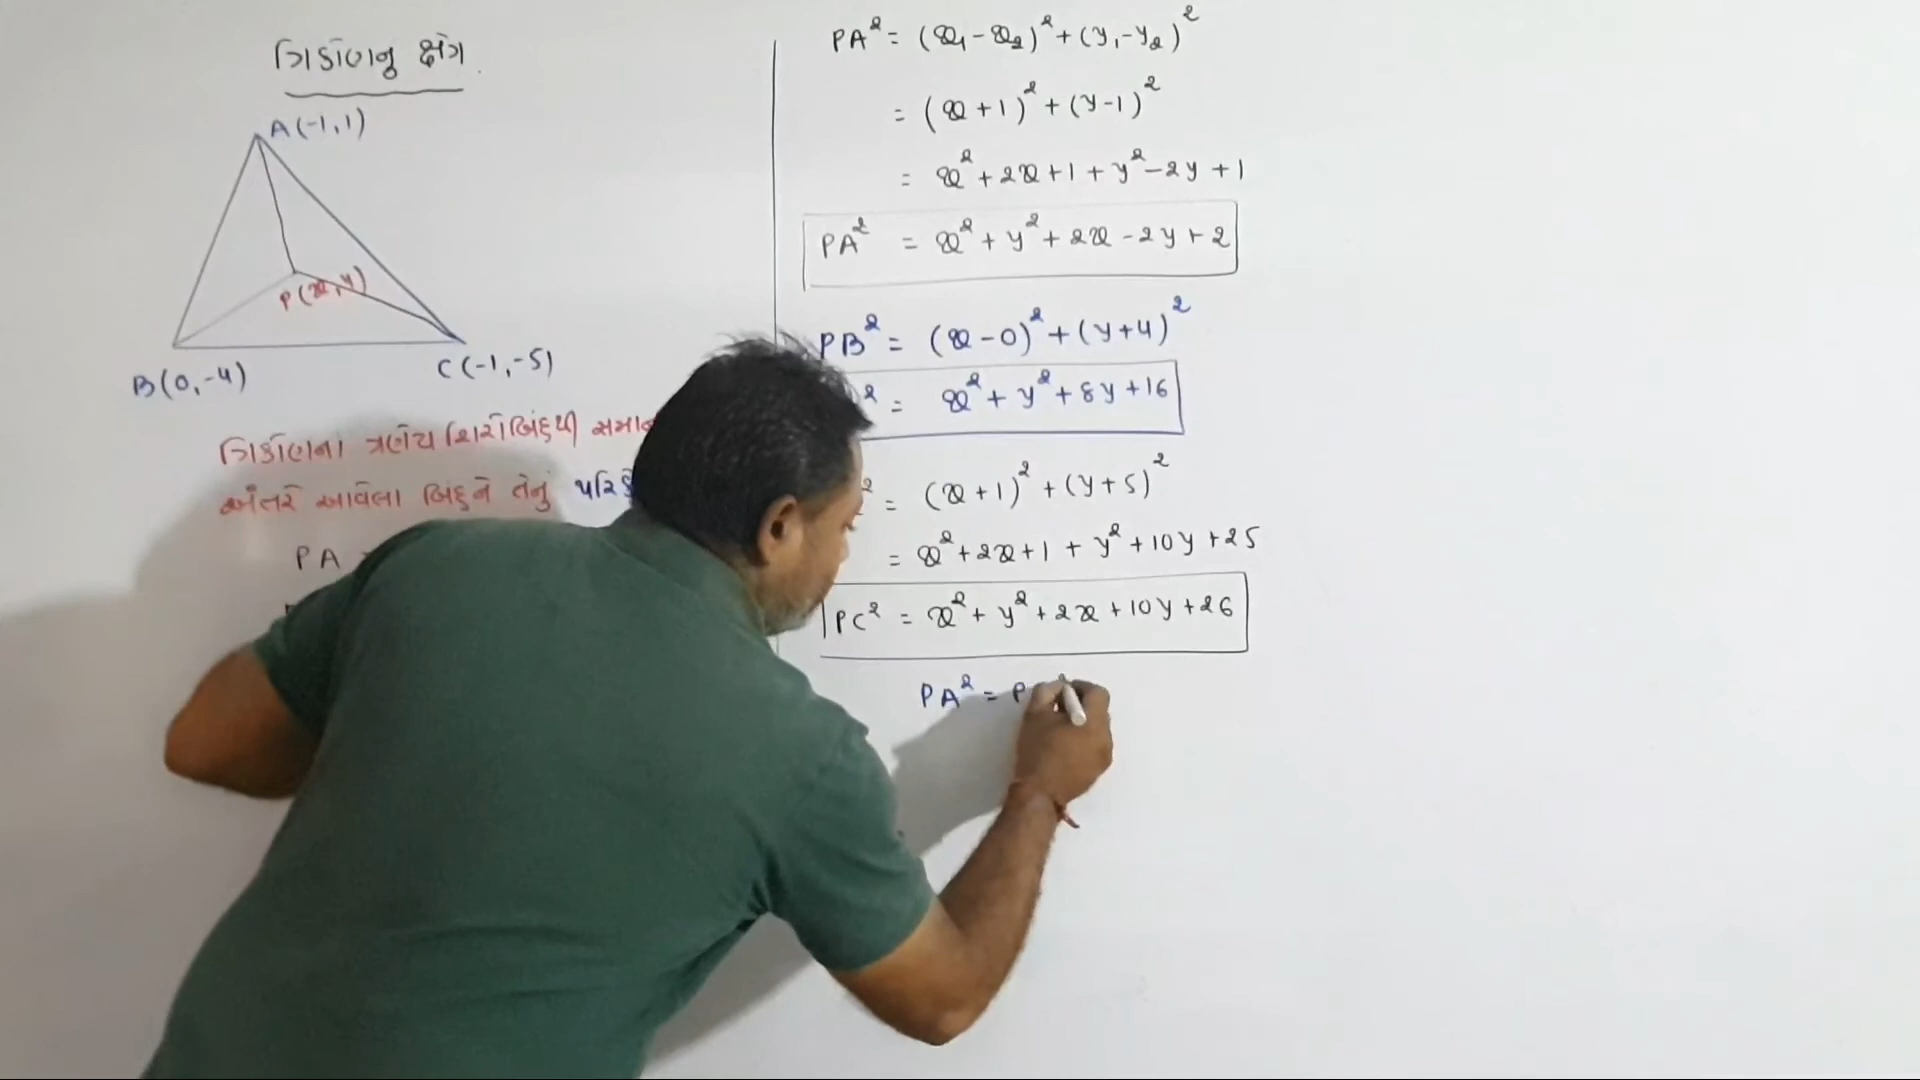 ત્રિકોણનું ક્ષેત્ર.
A(-1,1)
P(x,y)
B(0,-4)
C(-1,-5)
ત્રિકોણના ત્રણેય શિરોબિંદુથી સમાન
અંતરે આવેલા બિંદુને તેનું
PA
PA² = (x₁-x₂)² + (y₁-y₂)²
= (x+1)² + (y-1)²
= x² + 2x + 1 + y² - 2y + 1
PA² = x² + y² + 2x - 2y + 2
PB² = (x-0)² + (y+4)²
² = x² + y² + 8y + 16
² = (x+1)² + (y+5)²
= x² + 2x + 1 + y² + 10y + 25
PC² = x² + y² + 2x + 10y + 26
PA² = P